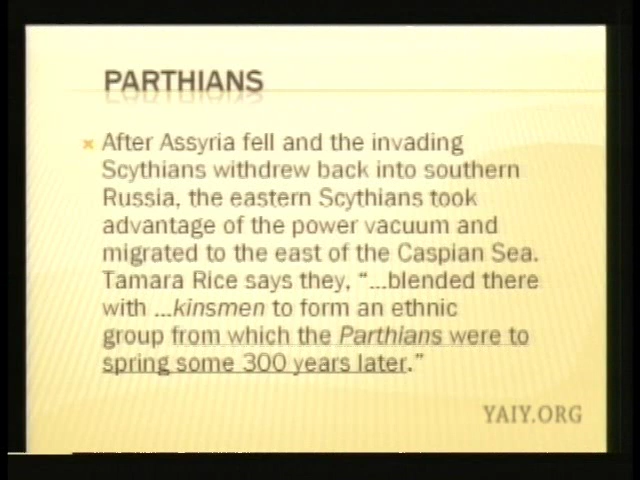 PARTHIANS
After Assyria fell and the invading
Scythians withdrew back into southern
Russia, the eastern Scythians took
advantage of the power vacuum and
migrated to the east of the Caspian Sea.
Tamara Rice says they, “...blended there
with ...kinsmen to form an ethnic
group from which the Parthians were to
spring some 300 years later.”
YAIY.ORG